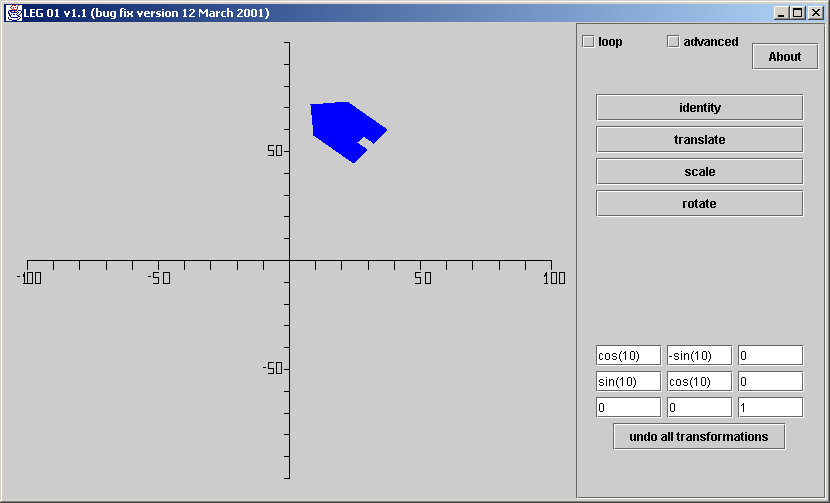 LEG 01 v1.1 (bug fix version 12 March 2001)
loop
advanced
About
identity
translate
scale
rotate
50
-100
-50
50
100
-50
cos(10) -sin(10) 0
sin(10) cos(10) 0
0 0 1
undo all transformations